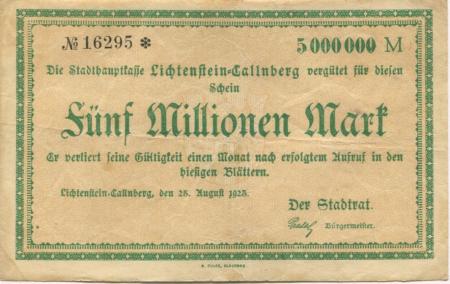 № 16295 ✻ 5 000 000 M
Die Stadthauptkasse Lichtenstein-Callnberg vergütet für diesen
Schein
Fünf Millionen Mark
Er verliert seine Gültigkeit einen Monat nach erfolgtem Aufruf in den
hiesigen Blättern.
Lichtenstein-Callnberg, den 28. August 1923.
Der Stadtrat.
Bürgermeister.